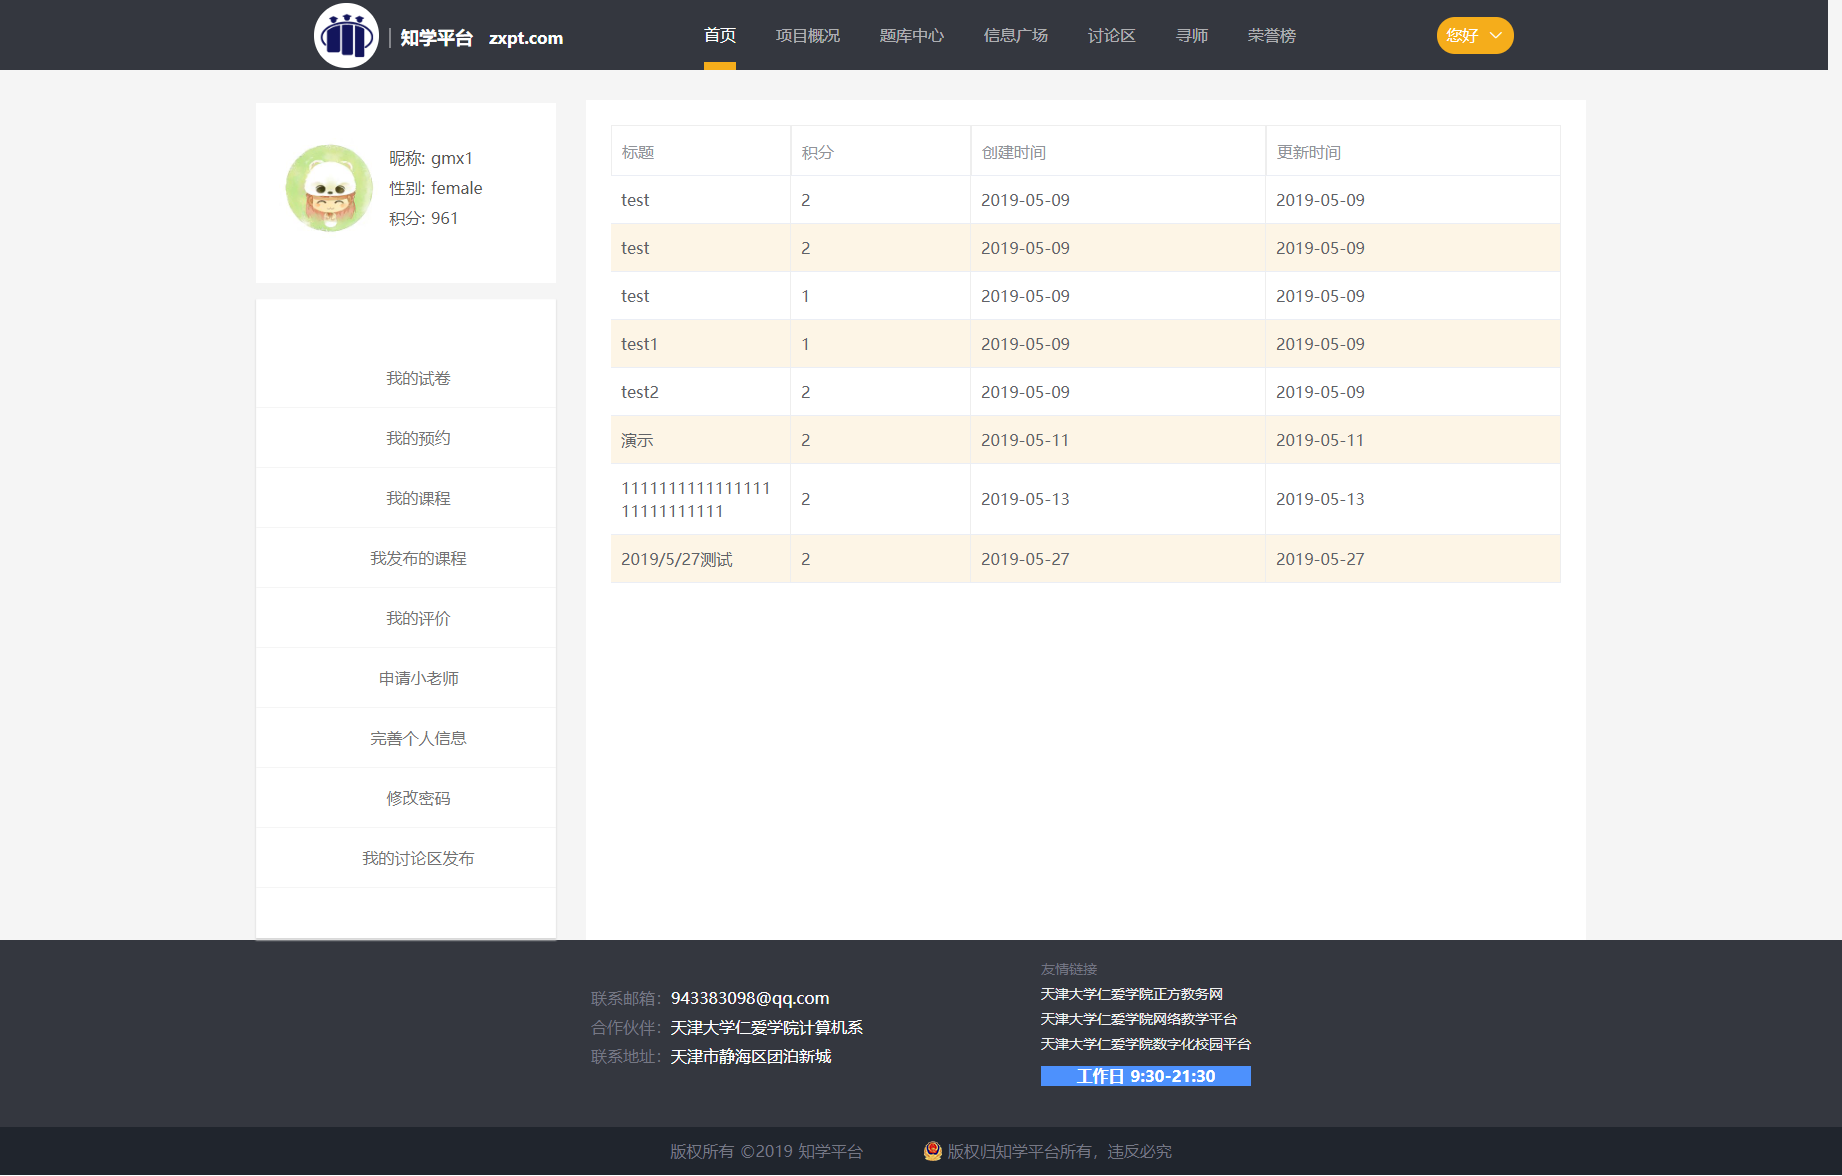 知学平台 zxpt.com
首页 项目概况 题库中心 信息广场 讨论区 寻师 荣誉榜
您好
昵称: gmx1
性别: female
积分: 961
我的试卷
我的预约
我的课程
我发布的课程
我的评价
申请小老师
完善个人信息
修改密码
我的讨论区发布
标题 积分 创建时间 更新时间
test 2 2019-05-09 2019-05-09
test 2 2019-05-09 2019-05-09
test 1 2019-05-09 2019-05-09
test1 1 2019-05-09 2019-05-09
test2 2 2019-05-09 2019-05-09
演示 2 2019-05-11 2019-05-11
1111111111111111
11111111111 2 2019-05-13 2019-05-13
2019/5/27测试 2 2019-05-27 2019-05-27
联系邮箱：943383098@qq.com
合作伙伴：天津大学仁爱学院计算机系
联系地址：天津市静海区团泊新城
友情链接
天津大学仁爱学院正方教务网
天津大学仁爱学院网络教学平台
天津大学仁爱学院数字化校园平台
工作日 9:30-21:30
版权所有 ©2019 知学平台 版权归知学平台所有，违反必究